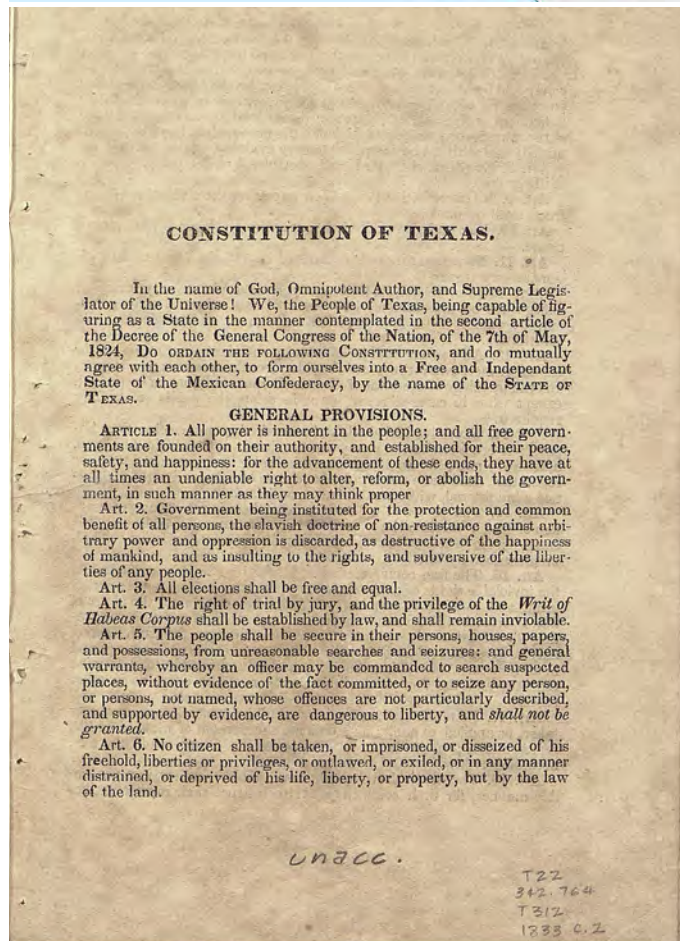 CONSTITUTION OF TEXAS.
In the name of God, Omnipotent Author, and Supreme Legis-
lator of the Universe! We, the People of Texas, being capable of fig-
uring as a State in the manner contemplated in the second article of
the Decree of the General Congress of the Nation, of the 7th of May,
1824, DO ORDAIN THE FOLLOWING CONSTITUTION, and do mutually
agree with each other, to form ourselves into a Free and Independant
State of the Mexican Confederacy, by the name of the STATE OF
TEXAS.
GENERAL PROVISIONS.
ARTICLE 1. All power is inherent in the people; and all free govern-
ments are founded on their authority, and established for their peace,
safety, and happiness: for the advancement of these ends, they have at
all times an undeniable right to alter, reform, or abolish the govern-
ment, in such manner as they may think proper
Art. 2. Government being instituted for the protection and common
benefit of all persons, the slavish doctrine of non-resistance against arbi-
trary power and oppression is discarded, as destructive of the happiness
of mankind, and as insulting to the rights, and subversive of the liber-
ties of any people.
Art. 3. All elections shall be free and equal.
Art. 4. The right of trial by jury, and the privilege of the Writ of
Habeas Corpus shall be established by law, and shall remain inviolable.
Art. 5. The people shall be secure in their persons, houses, papers,
and possessions, from unreasonable searches and seizures: and general
warrants, whereby an officer may be commanded to search suspected
places, without evidence of the fact committed, or to seize any person,
or persons, not named, whose offences are not particularly described,
and supported by evidence, are dangerous to liberty, and shall not be
granted.
Art. 6. No citizen shall be taken, or imprisoned, or disseized of his
freehold, liberties or privileges, or outlawed, or exiled, or in any manner
distrained, or deprived of his life, liberty, or property, but by the law
of the land.
unacc.
T22
342.764
T312
1833 c.2